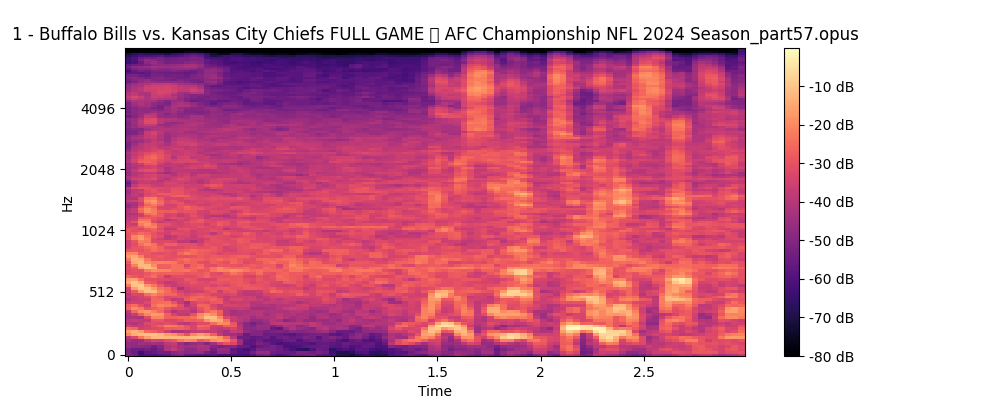 1 - Buffalo Bills vs. Kansas City Chiefs FULL GAME ▯ AFC Championship NFL 2024 Season_part57.opus
4096
2048
1024
512
0
Hz
0
0.5
1
1.5
2
2.5
Time
-10 dB
-20 dB
-30 dB
-40 dB
-50 dB
-60 dB
-70 dB
-80 dB